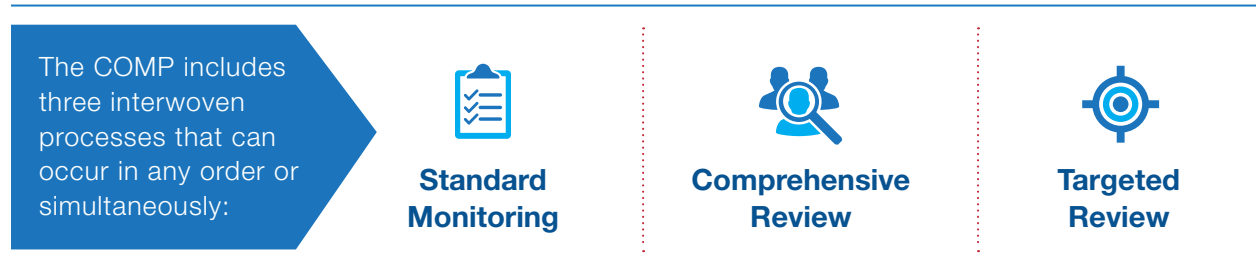 The COMP includes
three interwoven
processes that can
occur in any order or
simultaneously:
Standard
Monitoring
Comprehensive
Review
Targeted
Review